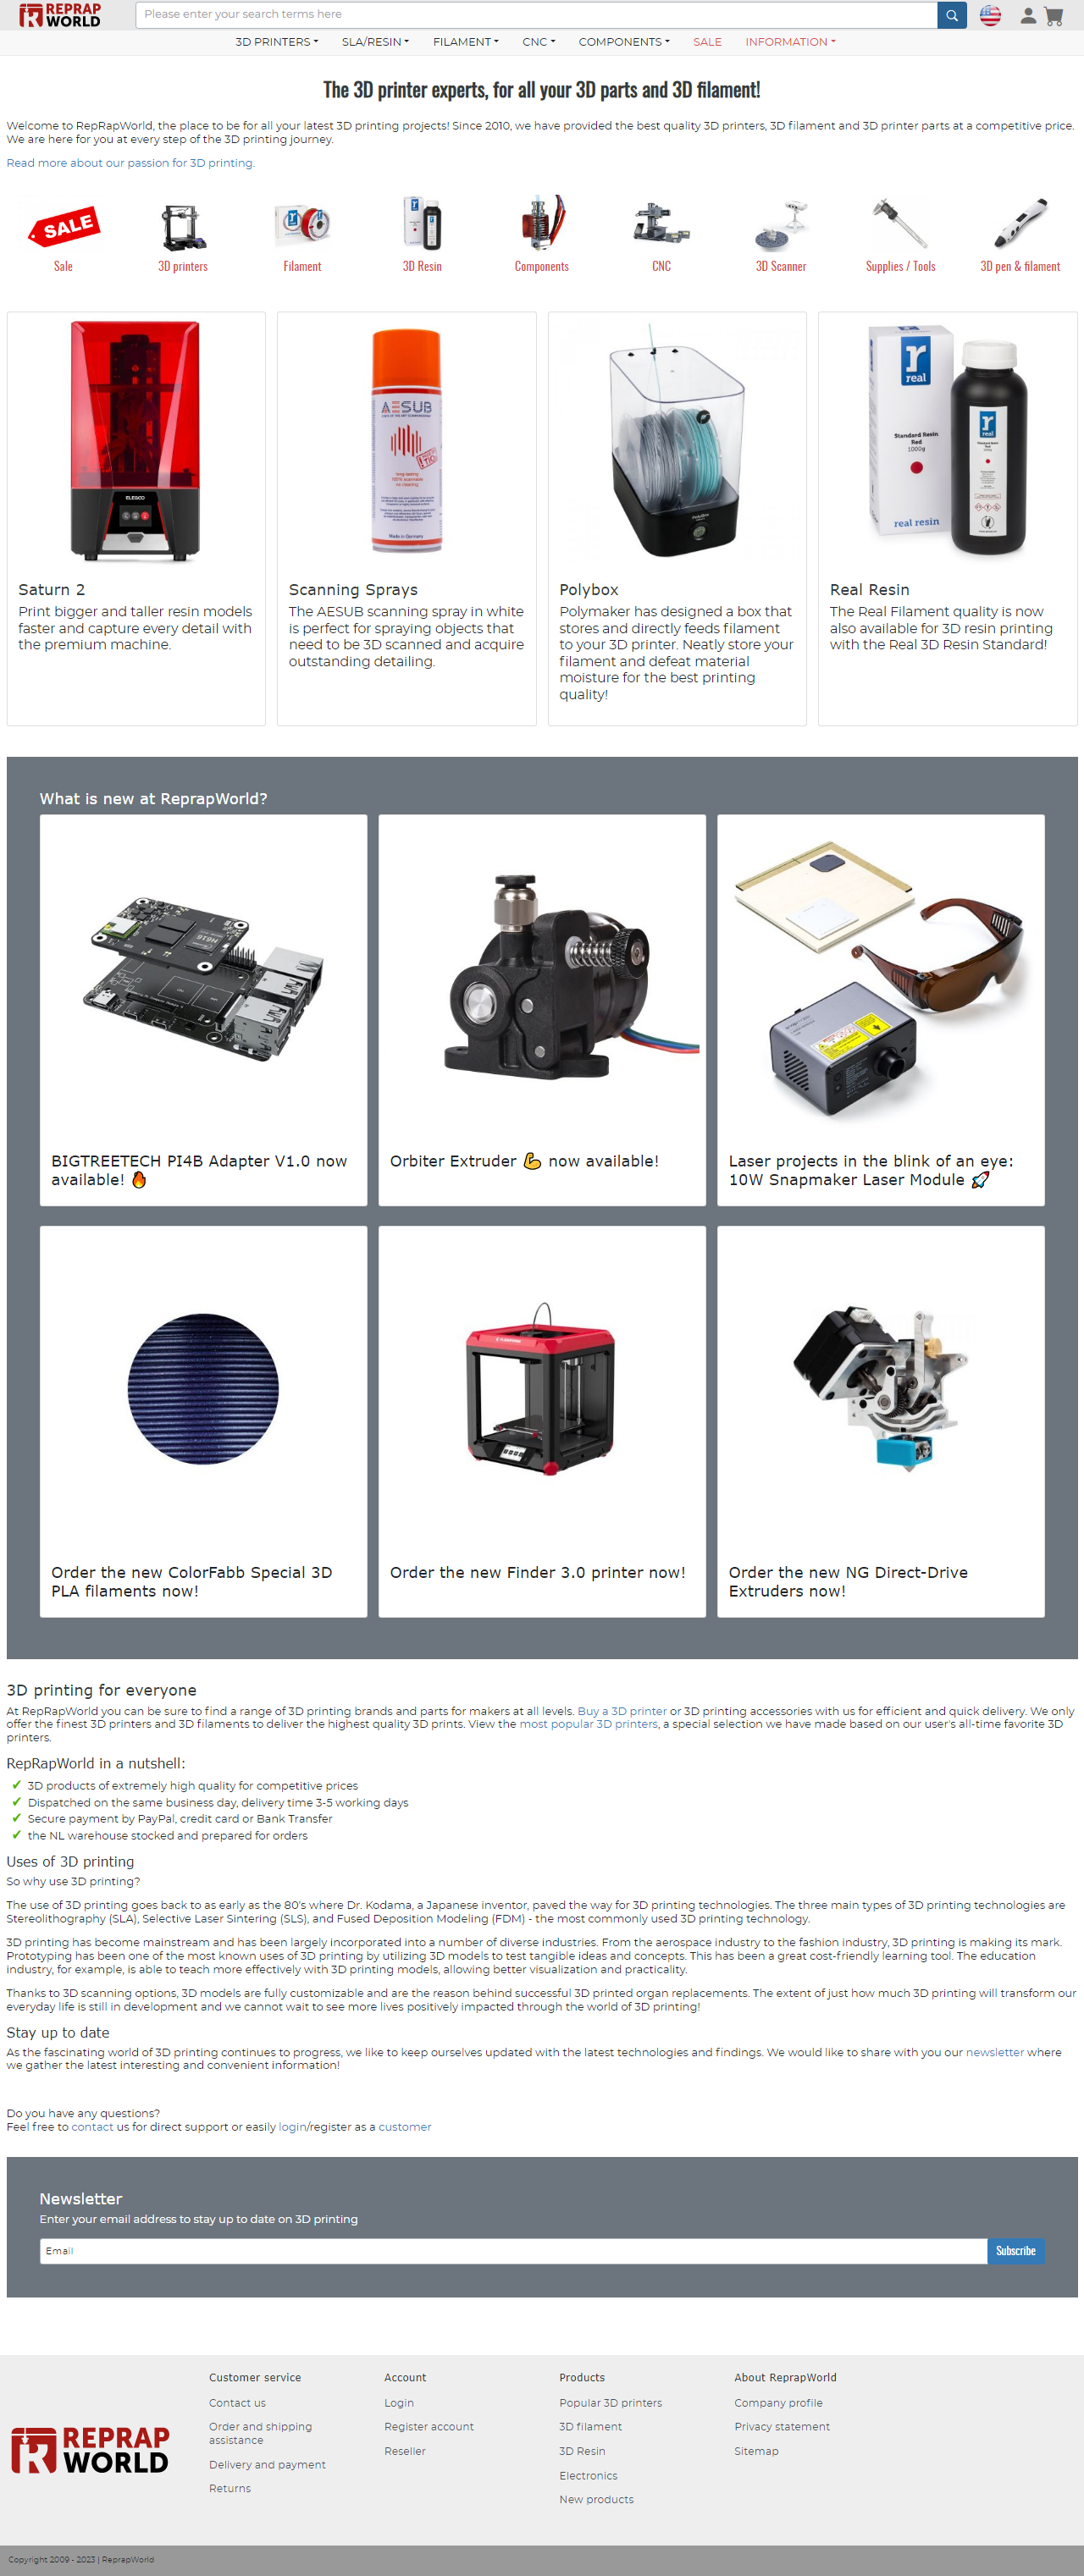 REPRAP
WORLD
Please enter your search terms here
3D PRINTERS
SLA/RESIN
FILAMENT
CNC
COMPONENTS
SALE
INFORMATION
The 3D printer experts, for all your 3D parts and 3D filament!
Welcome to RepRapWorld, the place to be for all your latest 3D printing projects! Since 2010, we have provided the best quality 3D printers, 3D filament and 3D printer parts at a competitive price.
We are here for you at every step of the 3D printing journey.
Read more about our passion for 3D printing.
SALE
Sale
3D printers
Filament
3D Resin
Components
CNC
3D Scanner
Supplies / Tools
3D pen & filament
ELEGOO
AESUB
long-lasting
100% scannable
no cleaning
Made in Germany
r
real
Standard Resin
Red
1000g
real resin
r
real
Saturn 2
Print bigger and taller resin models
faster and capture every detail with
the premium machine.
Scanning Sprays
The AESUB scanning spray in white
is perfect for spraying objects that
need to be 3D scanned and acquire
outstanding detailing.
Polybox
Polymaker has designed a box that
stores and directly feeds filament
to your 3D printer. Neatly store your
filament and defeat material
moisture for the best printing
quality!
Real Resin
The Real Filament quality is now
also available for 3D resin printing
with the Real 3D Resin Standard!
What is new at ReprapWorld?
BIGTREETECH PI4B Adapter V1.0 now
available! 🔥
Orbiter Extruder 💪 now available!
Laser projects in the blink of an eye:
10W Snapmaker Laser Module 🚀
Order the new ColorFabb Special 3D
PLA filaments now!
Order the new Finder 3.0 printer now!
Order the new NG Direct-Drive
Extruders now!
3D printing for everyone
At RepRapWorld you can be sure to find a range of 3D printing brands and parts for makers at all levels. Buy a 3D printer or 3D printing accessories with us for efficient and quick delivery. We only
offer the finest 3D printers and 3D filaments to deliver the highest quality 3D prints. View the most popular 3D printers, a special selection we have made based on our user's all-time favorite 3D
printers.
RepRapWorld in a nutshell:
✔ 3D products of extremely high quality for competitive prices
✔ Dispatched on the same business day, delivery time 3-5 working days
✔ Secure payment by PayPal, credit card or Bank Transfer
✔ the NL warehouse stocked and prepared for orders
Uses of 3D printing
So why use 3D printing?
The use of 3D printing goes back to as early as the 80's where Dr. Kodama, a Japanese inventor, paved the way for 3D printing technologies. The three main types of 3D printing technologies are
Stereolithography (SLA), Selective Laser Sintering (SLS), and Fused Deposition Modeling (FDM) - the most commonly used 3D printing technology.
3D printing has become mainstream and has been largely incorporated into a number of diverse industries. From the aerospace industry to the fashion industry, 3D printing is making its mark.
Prototyping has been one of the most known uses of 3D printing by utilizing 3D models to test tangible ideas and concepts. This has been a great cost-friendly learning tool. The education
industry, for example, is able to teach more effectively with 3D printing models, allowing better visualization and practicality.
Thanks to 3D scanning options, 3D models are fully customizable and are the reason behind successful 3D printed organ replacements. The extent of just how much 3D printing will transform our
everyday life is still in development and we cannot wait to see more lives positively impacted through the world of 3D printing!
Stay up to date
As the fascinating world of 3D printing continues to progress, we like to keep ourselves updated with the latest technologies and findings. We would like to share with you our newsletter where
we gather the latest interesting and convenient information!
Do you have any questions?
Feel free to contact us for direct support or easily login/register as a customer
Newsletter
Enter your email address to stay up to date on 3D printing
Email
Subscribe
REPRAP
WORLD
Customer service
Contact us
Order and shipping
assistance
Delivery and payment
Returns
Account
Login
Register account
Reseller
Products
Popular 3D printers
3D filament
3D Resin
Electronics
New products
About ReprapWorld
Company profile
Privacy statement
Sitemap
Copyright 2009 - 2023 | ReprapWorld